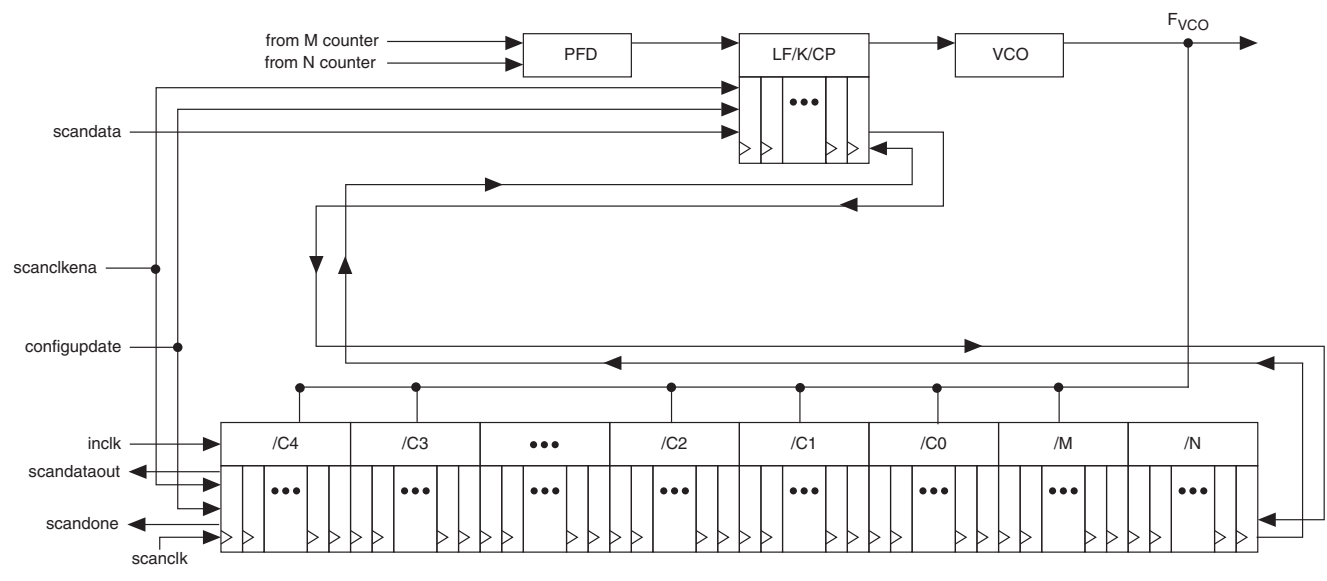 F_VCO
from M counter
from N counter
PFD
LF/K/CP
VCO
•••
scandata
scanclkena
configupdate
inclk
/C4
/C3
•••
/C2
/C1
/C0
/M
/N
scandataout
•••
•••
•••
•••
•••
•••
•••
•••
scandone
scanclk